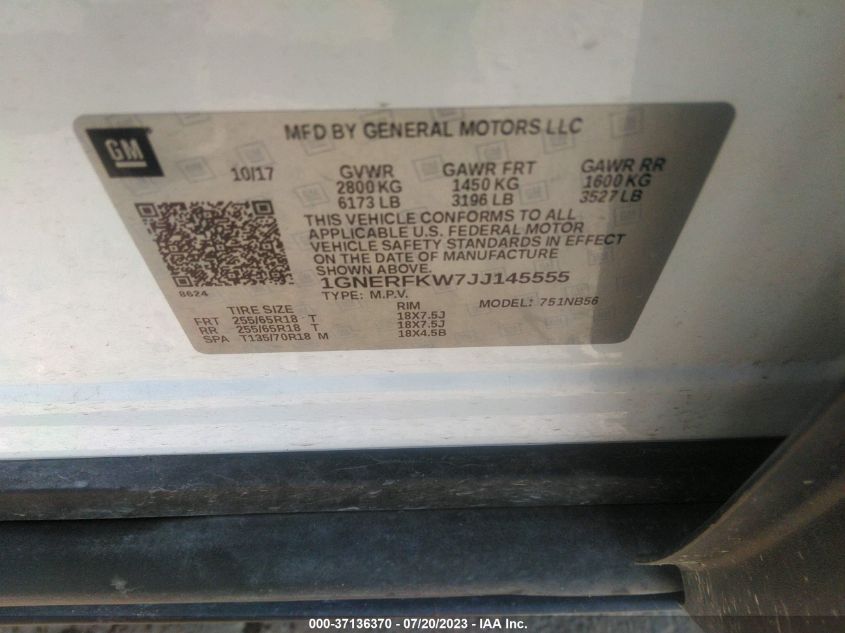 GM
MFD BY GENERAL MOTORS LLC
10/17 GVWR GAWR FRT GAWR RR
2800 KG 1450 KG 1600 KG
6173 LB 3196 LB 3527 LB
THIS VEHICLE CONFORMS TO ALL
APPLICABLE U.S. FEDERAL MOTOR
VEHICLE SAFETY STANDARDS IN EFFECT
ON THE DATE OF MANUFACTURE
SHOWN ABOVE.
8624 1GNERFKW7JJ145555
TYPE: M.P.V. MODEL: 751NB56
TIRE SIZE RIM
FRT 255/65R18 T 18X7.5J
RR 255/65R18 T 18X7.5J
SPA T135/70R18 M 18X4.5B
000-37136370 - 07/20/2023 - IAA Inc.